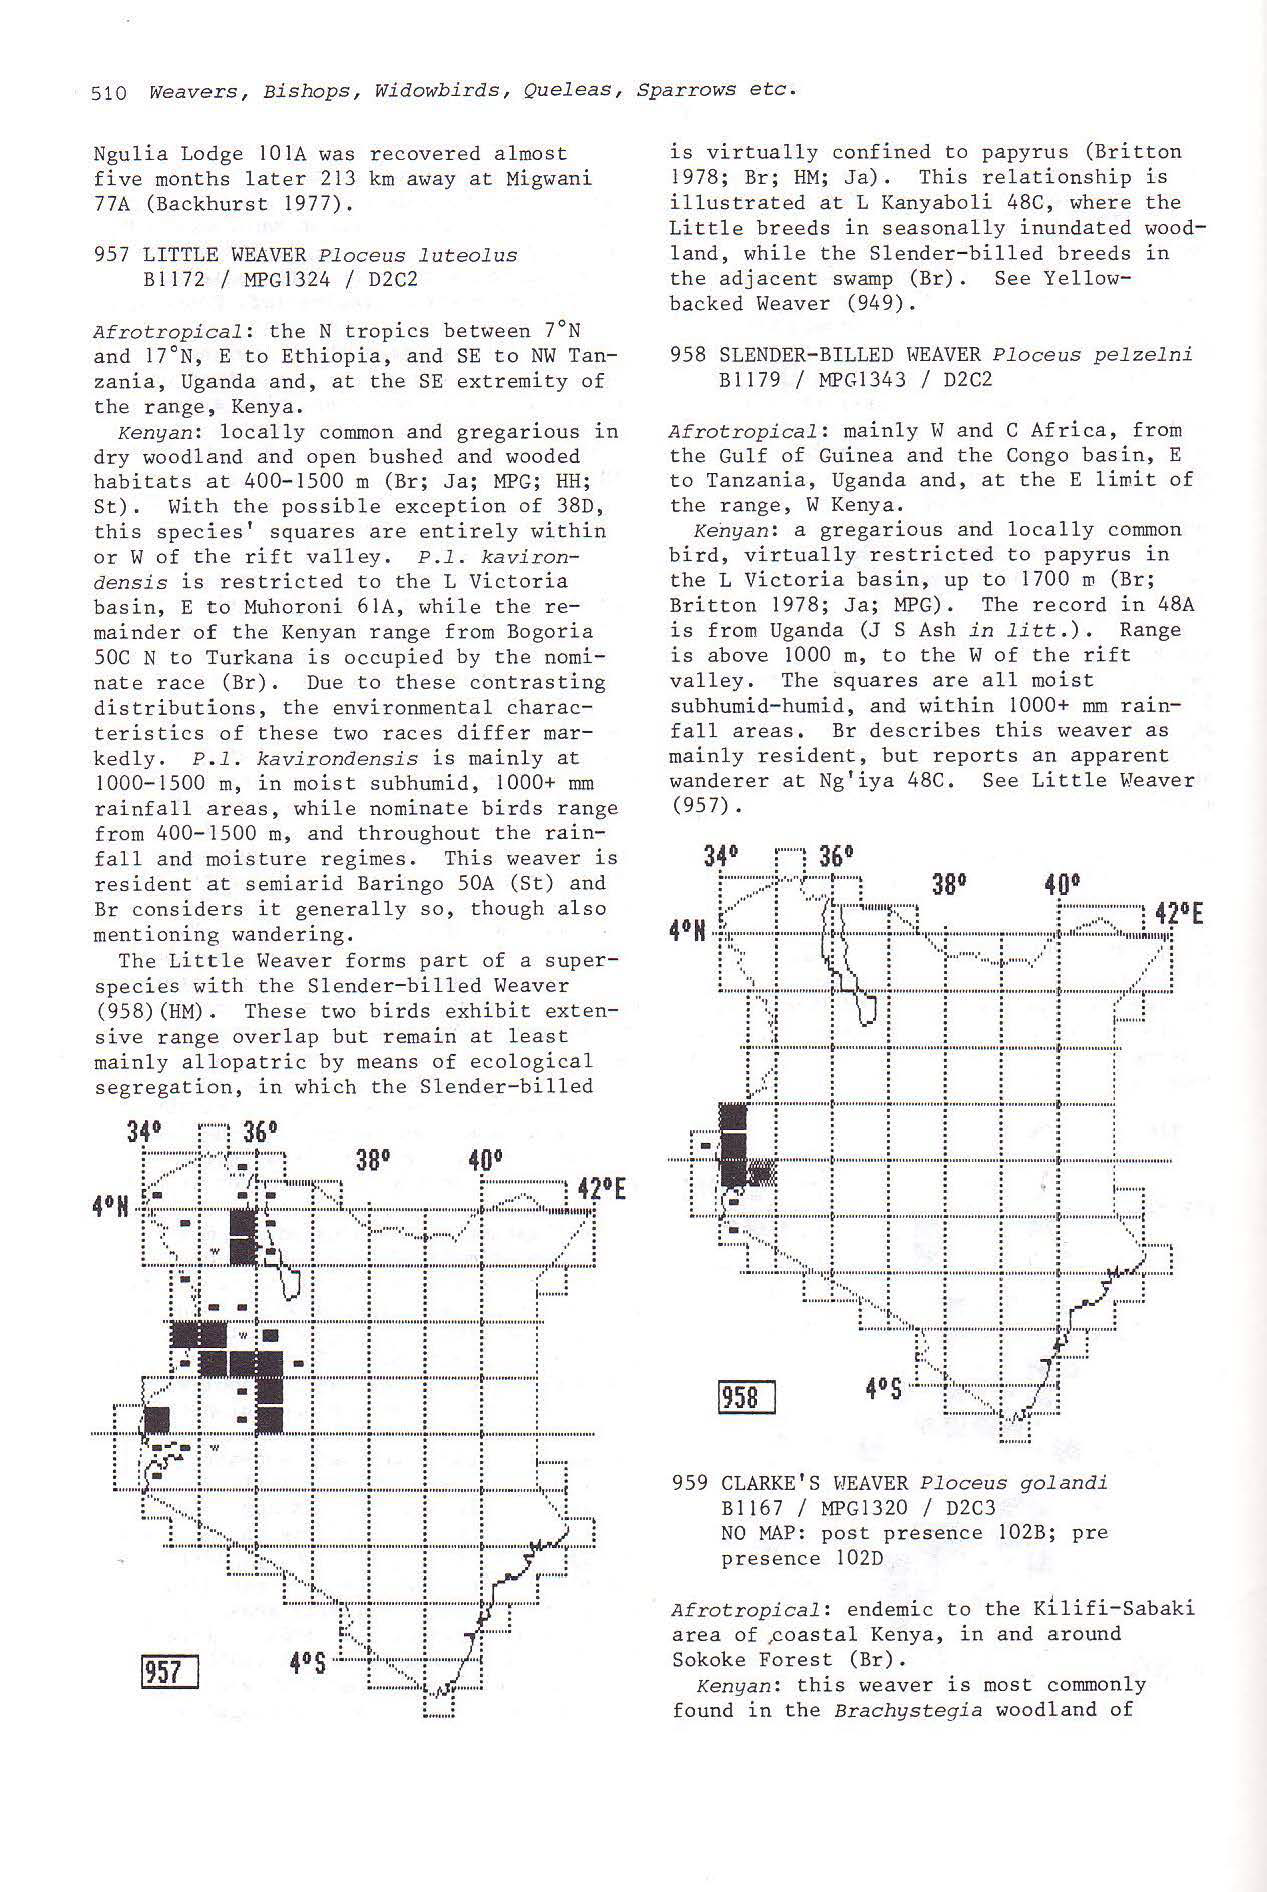 510 Weavers, Bishops, Widowbirds, Queleas, Sparrows etc.
Ngulia Lodge 101A was recovered almost
five months later 213 km away at Migwani
77A (Backhurst 1977).
957 LITTLE WEAVER Ploceus luteolus
B1172 / MPG1324 / D2C2
Afrotropical: the N tropics between 7°N
and 17°N, E to Ethiopia, and SE to NW Tan-
zania, Uganda and, at the SE extremity of
the range, Kenya.
Kenyan: locally common and gregarious in
dry woodland and open bushed and wooded
habitats at 400-1500 m (Br; Ja; MPG; HH;
St). With the possible exception of 38D,
this species' squares are entirely within
or W of the rift valley. P.l. kaviron-
densis is restricted to the L Victoria
basin, E to Muhoroni 61A, while the re-
mainder of the Kenyan range from Bogoria
50C N to Turkana is occupied by the nomi-
nate race (Br). Due to these contrasting
distributions, the environmental charac-
teristics of these two races differ mar-
kedly. P.l. kavirondensis is mainly at
1000-1500 m, in moist subhumid, 1000+ mm
rainfall areas, while nominate birds range
from 400-1500 m, and throughout the rain-
fall and moisture regimes. This weaver is
resident at semiarid Baringo 50A (St) and
Br considers it generally so, though also
mentioning wandering.
The Little Weaver forms part of a super-
species with the Slender-billed Weaver
(958)(HM). These two birds exhibit exten-
sive range overlap but remain at least
mainly allopatric by means of ecological
segregation, in which the Slender-billed
34° 36°
38° 40°
4°N 42°E
w
w
w
957 4°S
is virtually confined to papyrus (Britton
1978; Br; HM; Ja). This relationship is
illustrated at L Kanyaboli 48C, where the
Little breeds in seasonally inundated wood-
land, while the Slender-billed breeds in
the adjacent swamp (Br). See Yellow-
backed Weaver (949).
958 SLENDER-BILLED WEAVER Ploceus pelzelni
B1179 / MPG1343 / D2C2
Afrotropical: mainly W and C Africa, from
the Gulf of Guinea and the Congo basin, E
to Tanzania, Uganda and, at the E limit of
the range, W Kenya.
Kenyan: a gregarious and locally common
bird, virtually restricted to papyrus in
the L Victoria basin, up to 1700 m (Br;
Britton 1978; Ja; MPG). The record in 48A
is from Uganda (J S Ash in litt.). Range
is above 1000 m, to the W of the rift
valley. The squares are all moist
subhumid-humid, and within 1000+ mm rain-
fall areas. Br describes this weaver as
mainly resident, but reports an apparent
wanderer at Ng'iya 48C. See Little Weaver
(957).
34° 36°
38° 40°
4°N 42°E
958 4°S
959 CLARKE'S WEAVER Ploceus golandi
B1167 / MPG1320 / D2C3
NO MAP: post presence 102B; pre
presence 102D
Afrotropical: endemic to the Kilifi-Sabaki
area of coastal Kenya, in and around
Sokoke Forest (Br).
Kenyan: this weaver is most commonly
found in the Brachystegia woodland of